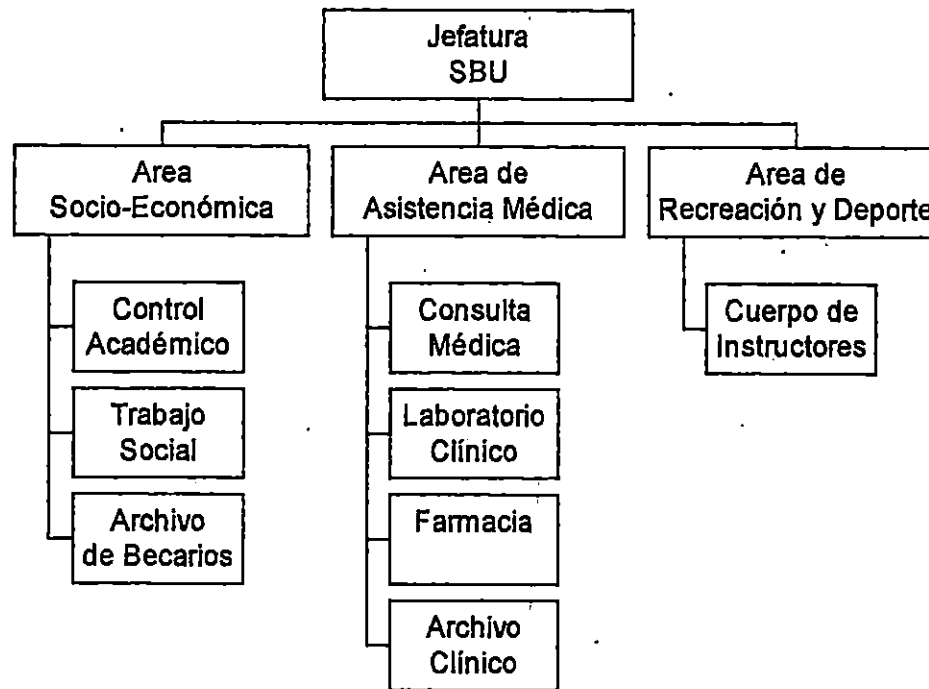 Jefatura
SBU
Area
Socio-Económica
Area de
Asistencia Médica
Area de
Recreación y Deporte
Control
Académico
Trabajo
Social
Archivo
de Becarios
Consulta
Médica
Laboratorio
Clínico
Farmacia
Archivo
Clínico
Cuerpo de
Instructores